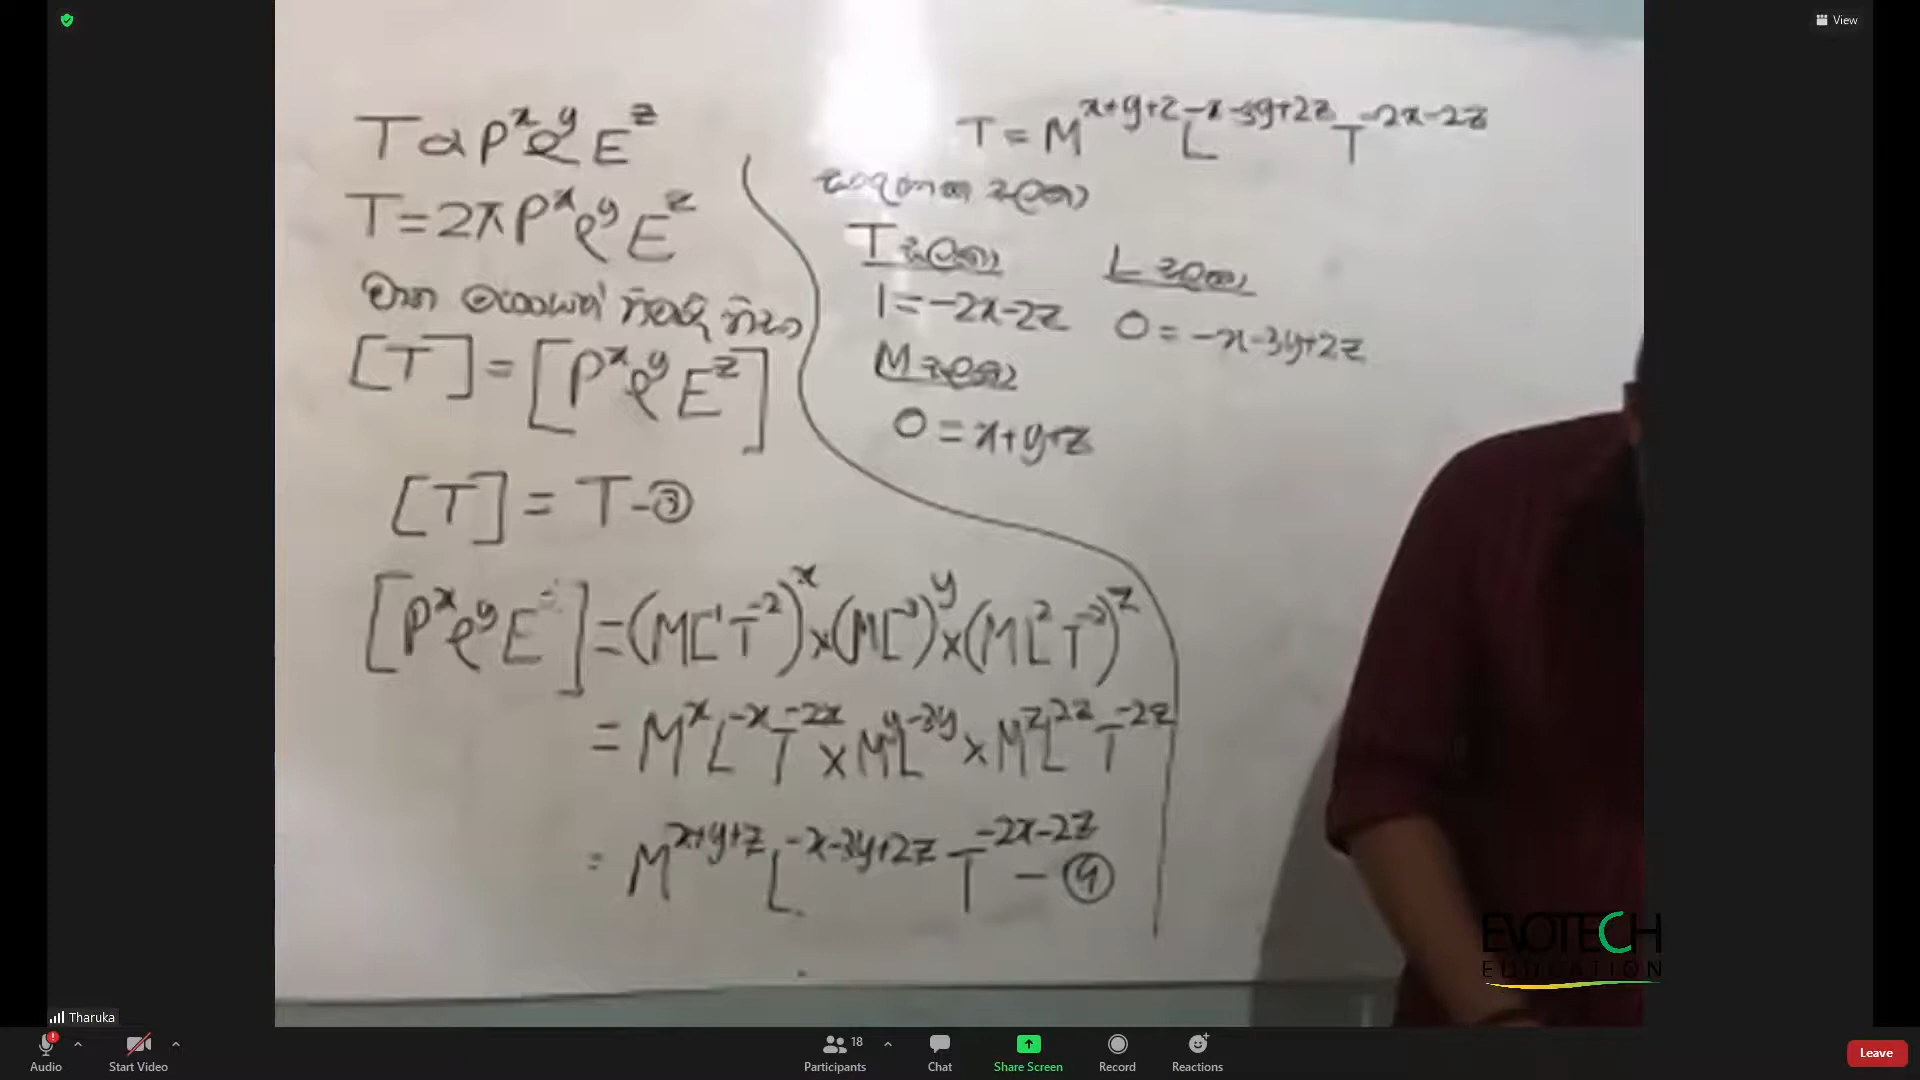 View
T α P^x ρ^y E^z
T = 2π P^x ρ^y E^z
[T] = [P^x ρ^y E^z]
[T] = T – ③
[P^x ρ^y E^z] = (ML^-1 T^-2)^x × (ML^-3)^y × (ML^2 T^-2)^z
= M^x L^-x T^-2x × M^y L^-3y × M^z L^2z T^-2z
= M^x+y+z L^-x-3y+2z T^-2x-2z – ④
T = M^x+y+z L^-x-3y+2z T^-2x-2z
T
1 = -2x-2z
L
0 = -x-3y+2z
M
0 = x+y+z
EVOTECH
EDUCATION
Tharuka
Audio
Start Video
Participants
18
Chat
Share Screen
Record
Reactions
Leave